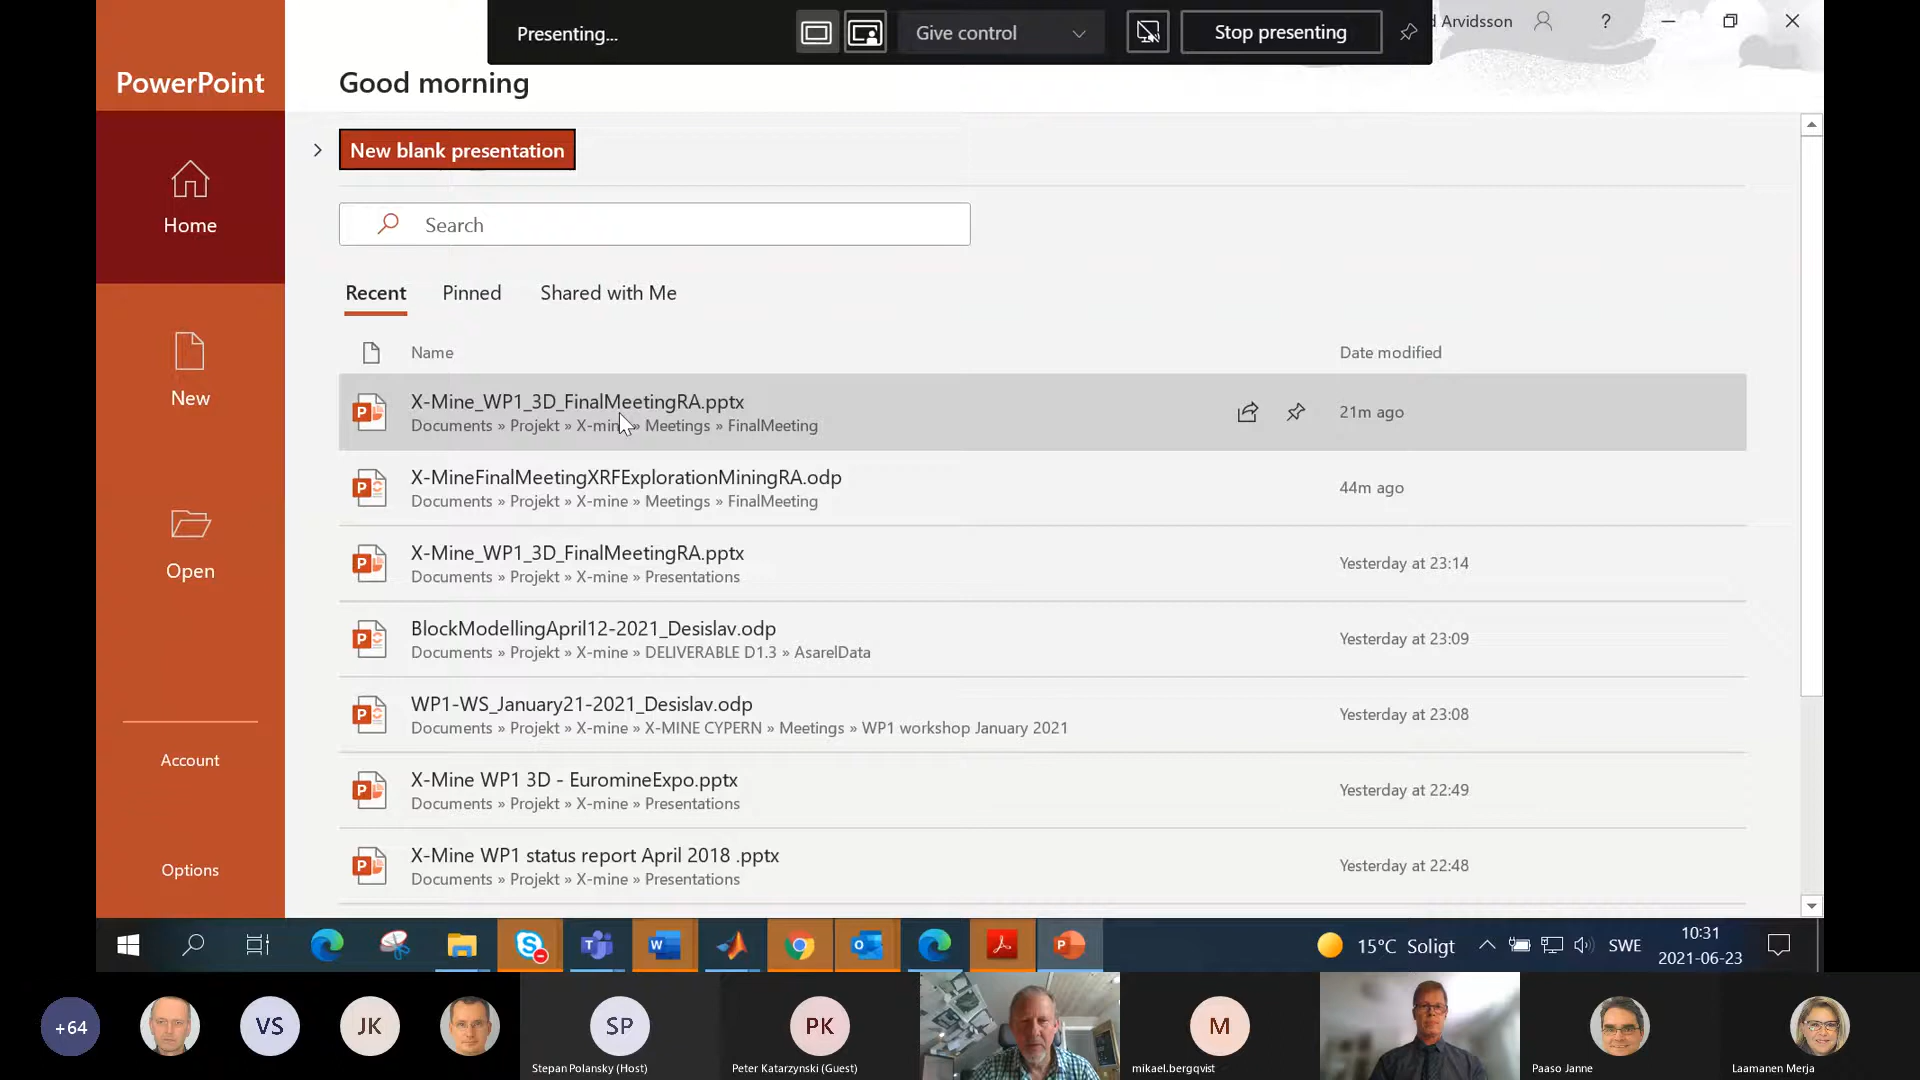 Presenting...
Give control
Stop presenting
d Arvidsson
?
PowerPoint
Good morning
New blank presentation
Home
Search
Recent Pinned Shared with Me
New
Name Date modified
X-Mine_WP1_3D_FinalMeetingRA.pptx
Documents » Projekt » X-mine » Meetings » FinalMeeting
21m ago
X-MineFinalMeetingXRFExplorationMiningRA.odp
Documents » Projekt » X-mine » Meetings » FinalMeeting
44m ago
Open
X-Mine_WP1_3D_FinalMeetingRA.pptx
Documents » Projekt » X-mine » Presentations
Yesterday at 23:14
BlockModellingApril12-2021_Desislav.odp
Documents » Projekt » X-mine » DELIVERABLE D1.3 » AsarelData
Yesterday at 23:09
WP1-WS_January21-2021_Desislav.odp
Documents » Projekt » X-mine » X-MINE CYPERN » Meetings » WP1 workshop January 2021
Yesterday at 23:08
Account
X-Mine WP1 3D - EuromineExpo.pptx
Documents » Projekt » X-mine » Presentations
Yesterday at 22:49
Options
X-Mine WP1 status report April 2018 .pptx
Documents » Projekt » X-mine » Presentations
Yesterday at 22:48
15°C Soligt
SWE
10:31
2021-06-23
+64
VS
JK
SP
Stepan Polansky (Host)
PK
Peter Katarzynski (Guest)
M
mikael.bergqvist
Paaso Janne
Laamanen Merja